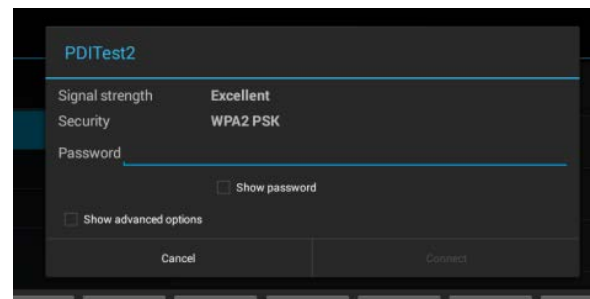 PDITest2
Signal strength Excellent
Security WPA2 PSK
Password
Show password
Show advanced options
Cancel Connect